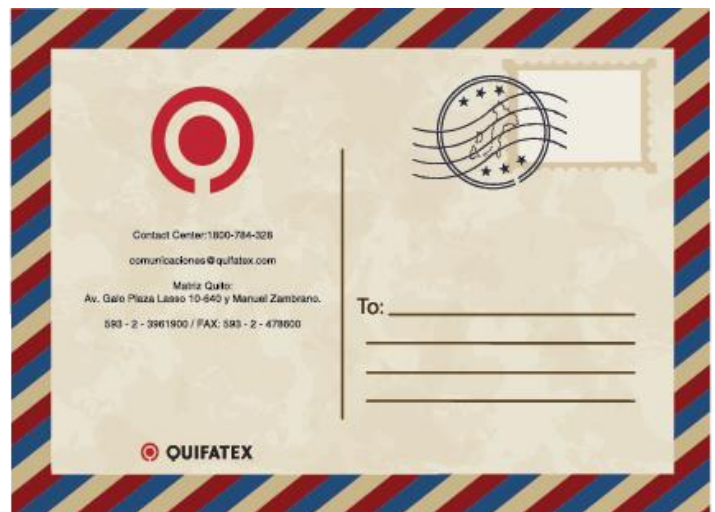 Contact Center:1800-784-328
comunicaciones@quifatex.com
Matriz Quito:
Av. Galo Plaza Lasso 10-640 y Manuel Zambrano.
593 - 2 - 3961900 / FAX: 593 - 2 - 478600
To:
QUIFATEX